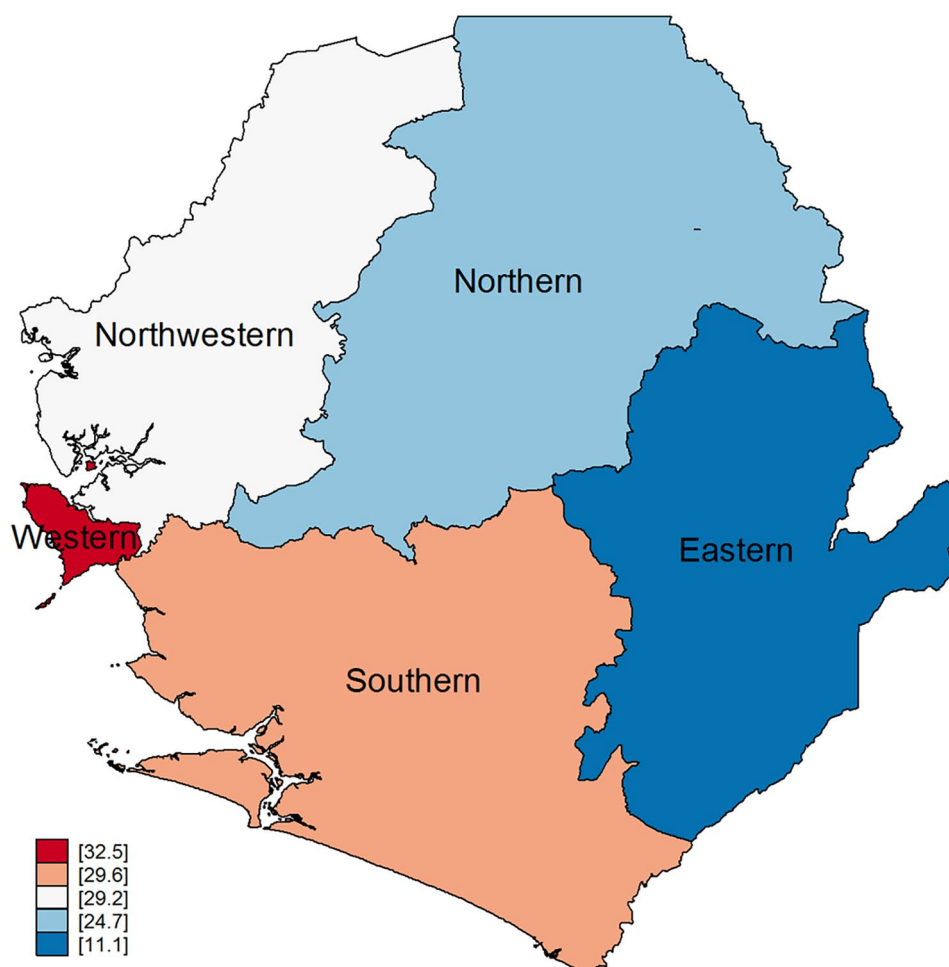 Northern
Northwestern
Western
Eastern
Southern
[32.5]
[29.6]
[29.2]
[24.7]
[11.1]